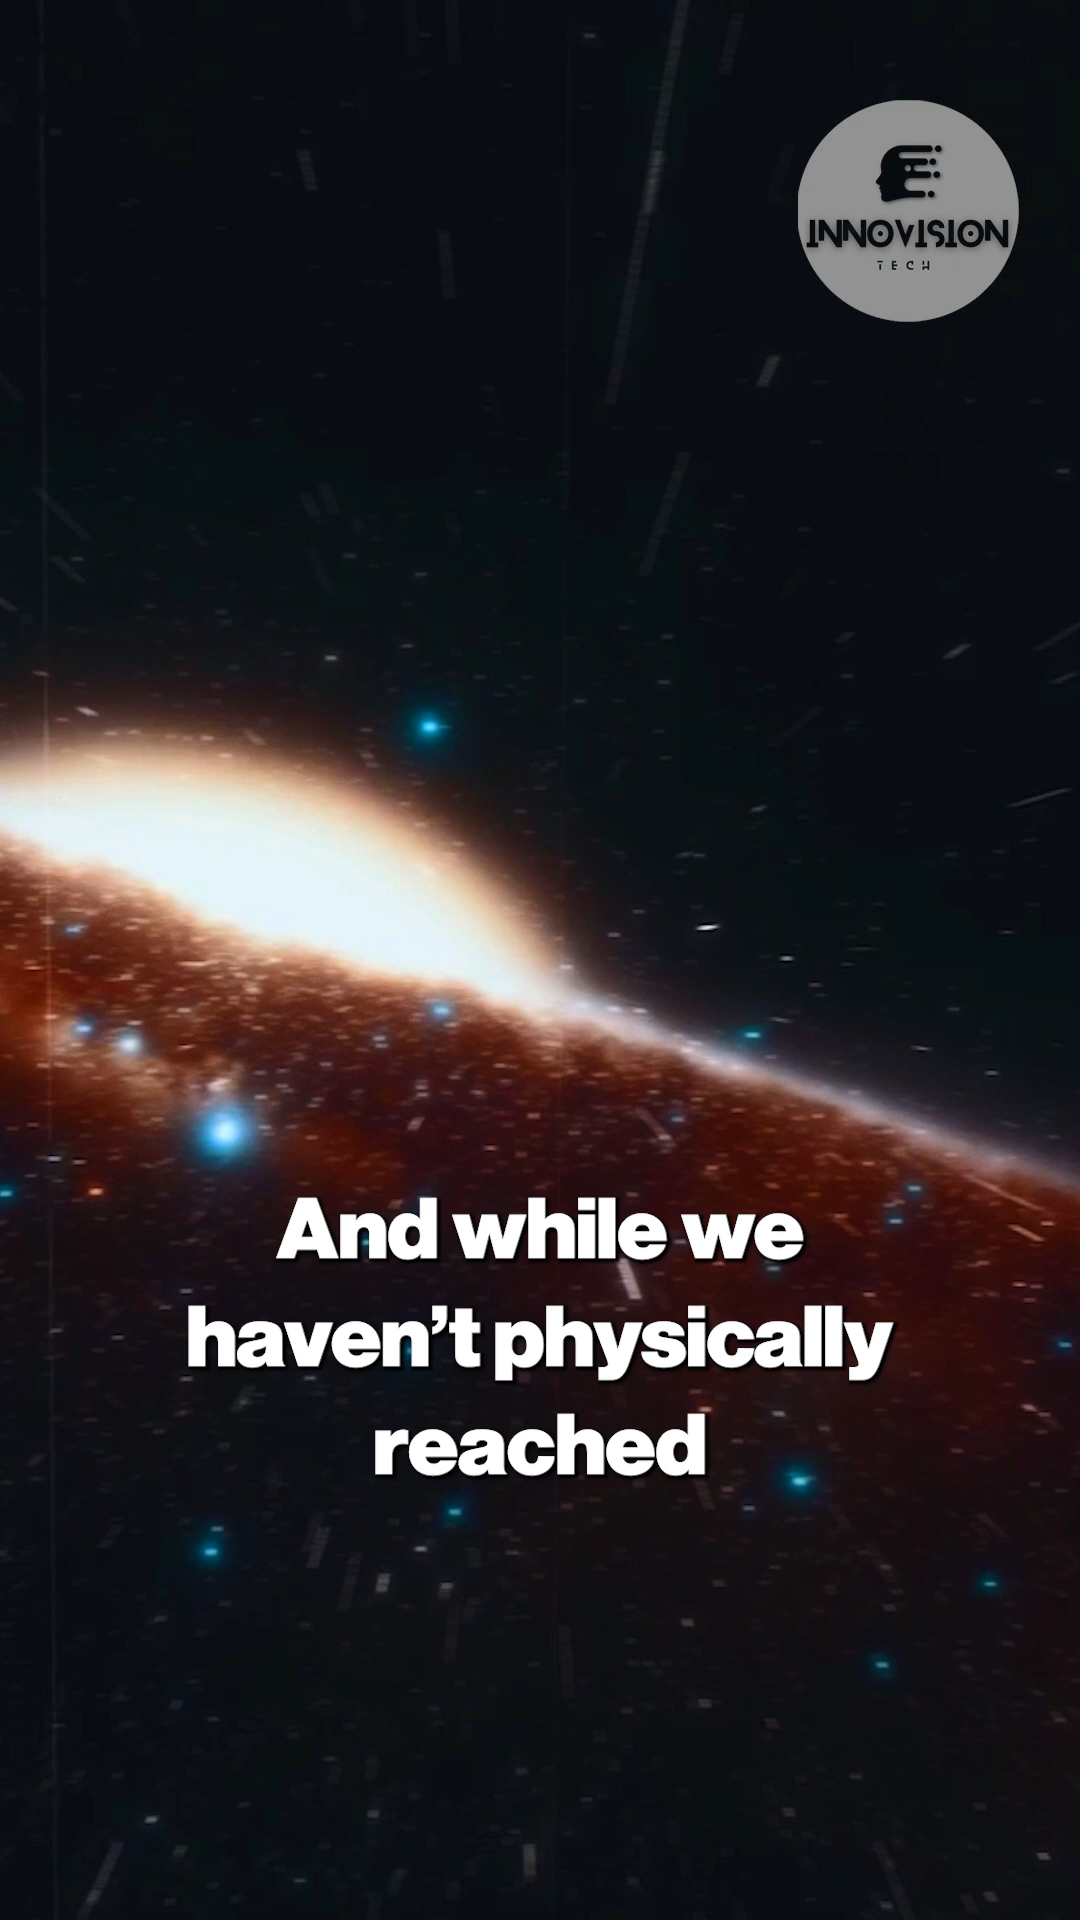 INNOVISION
TECH
And while we
haven’t physically
reached